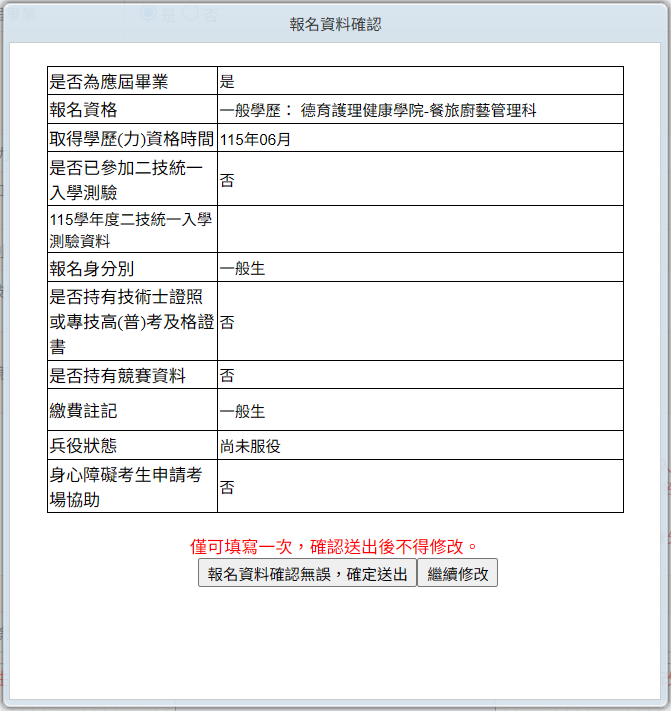 報名資料確認
是否為應屆畢業 是
報名資格 一般學歷： 德育護理健康學院-餐旅廚藝管理科
取得學歷(力)資格時間 115年06月
是否已參加二技統一
入學測驗
否
115學年度二技統一入學
測驗資料
報名身分別 一般生
是否持有技術士證照
或專技高(普)考及格證
書
否
是否持有競賽資料 否
繳費註記 一般生
兵役狀態 尚未服役
身心障礙考生申請考
場協助
否
僅可填寫一次，確認送出後不得修改。
報名資料確認無誤，確定送出 繼續修改